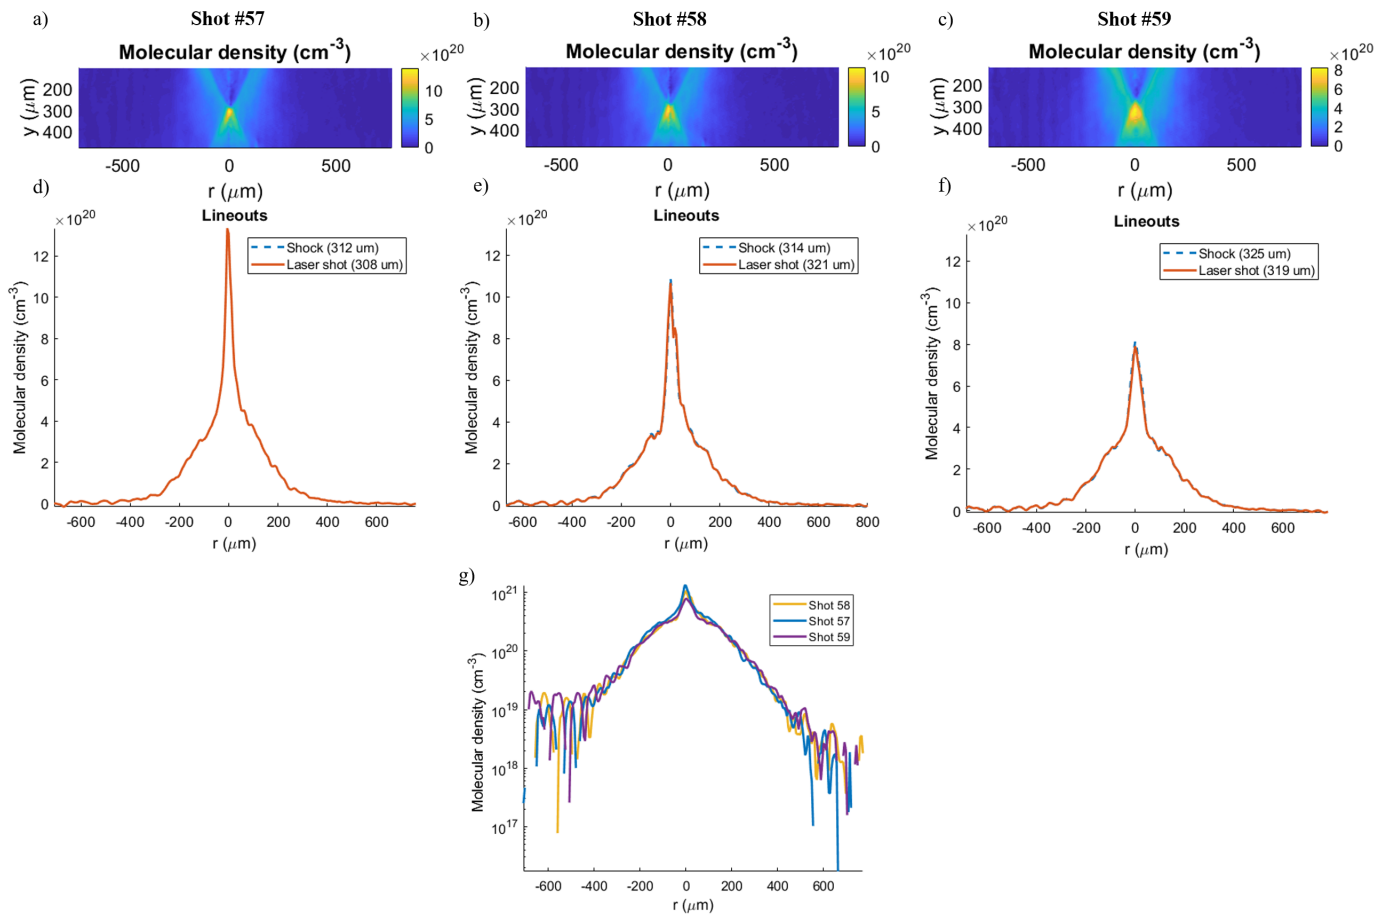 a) Shot #57
Molecular density (cm-3)
×10^20
10
5
0
200
300
400
y (μm)
-500 0 500
r (μm)
b) Shot #58
Molecular density (cm-3)
×10^20
10
5
0
200
300
400
y (μm)
-500 0 500
r (μm)
c) Shot #59
Molecular density (cm-3)
×10^20
8
6
4
2
0
200
300
400
y (μm)
-500 0 500
r (μm)
d)
Lineouts
×10^20
Shock (312 um)
Laser shot (308 um)
12
10
8
6
4
2
0
Molecular density (cm-3)
-600 -400 -200 0 200 400 600
r (μm)
e)
Lineouts
×10^20
Shock (314 um)
Laser shot (321 um)
12
10
8
6
4
2
0
Molecular density (cm-3)
-600 -400 -200 0 200 400 600 800
r (μm)
f)
Lineouts
×10^20
Shock (325 um)
Laser shot (319 um)
12
10
8
6
4
2
0
Molecular density (cm-3)
-600 -400 -200 0 200 400 600
r (μm)
g)
Shot 58
Shot 57
Shot 59
10^21
10^20
10^19
10^18
10^17
Molecular density (cm-3)
-600 -400 -200 0 200 400 600
r (μm)